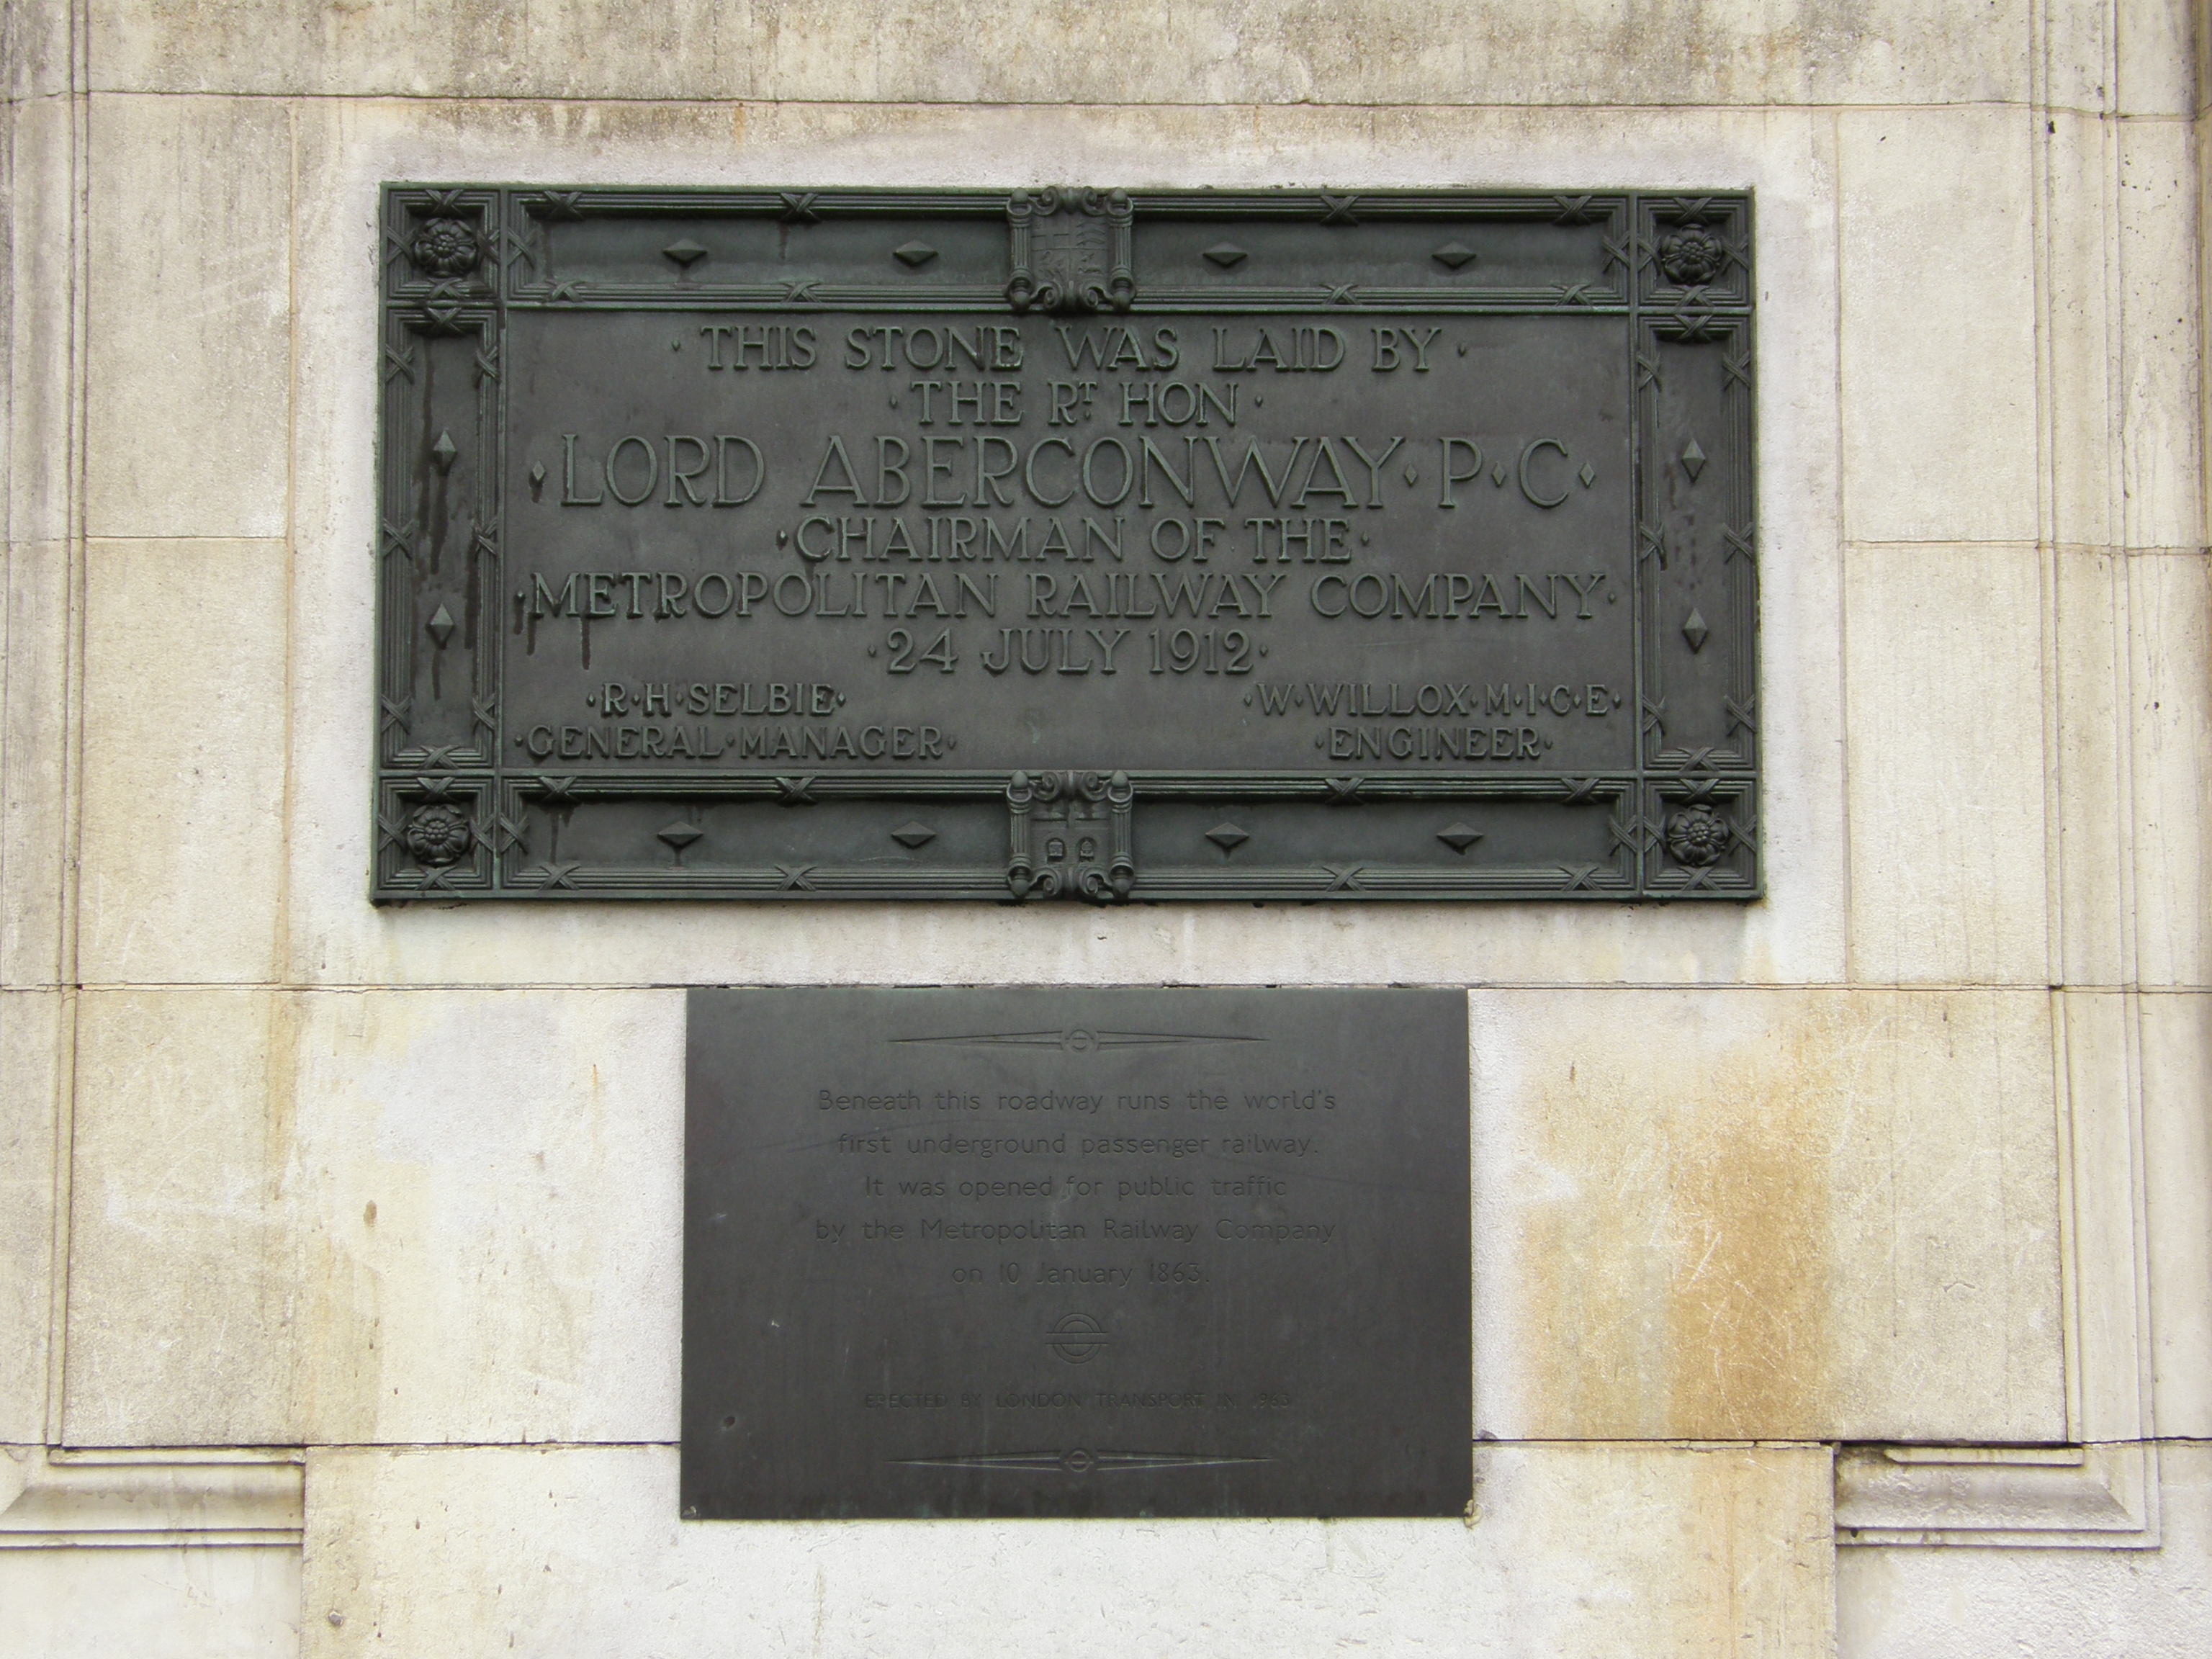 · THIS STONE WAS LAID BY ·
· THE RT HON ·
· LORD ABERCONWAY · P · C ·
· CHAIRMAN OF THE ·
· METROPOLITAN RAILWAY COMPANY ·
· 24 JULY 1912 ·
· R · H · SELBIE ·
· GENERAL · MANAGER ·
· W · WILLOX · M · I · C · E ·
· ENGINEER ·
Beneath this roadway runs the world's
first underground passenger railway.
It was opened for public traffic
by the Metropolitan Railway Company
on 10 January 1863.
ERECTED BY LONDON TRANSPORT IN 1963